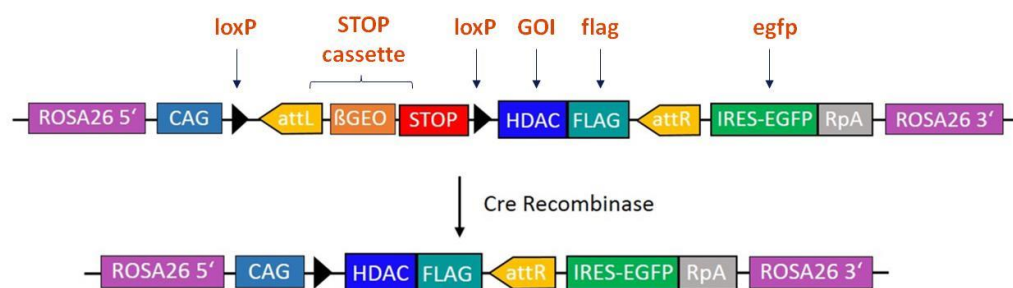 loxP STOP cassette loxP GOI flag egfp
ROSA26 5‘ CAG attL ßGEO STOP HDAC FLAG attR IRES-EGFP RpA ROSA26 3‘
Cre Recombinase
ROSA26 5‘ CAG HDAC FLAG attR IRES-EGFP RpA ROSA26 3‘